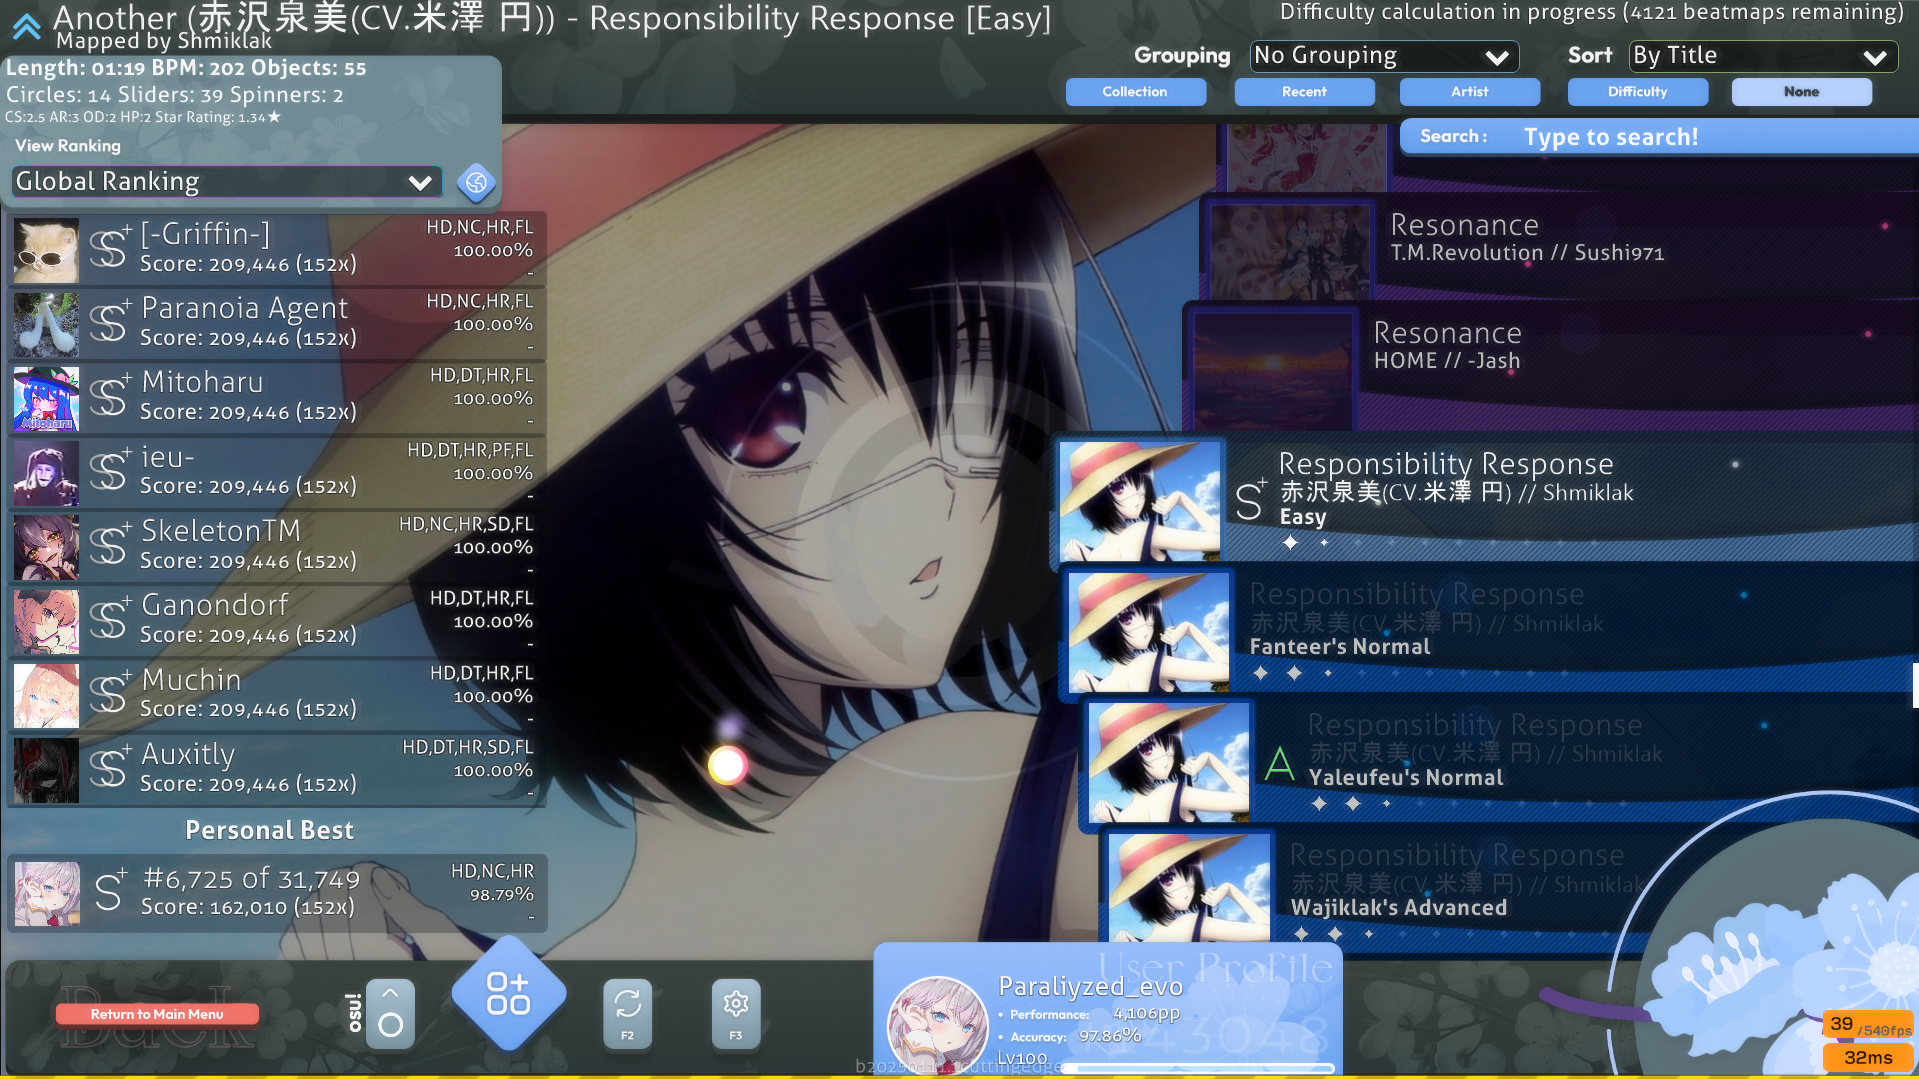 Another (赤沢泉美(CV.米澤 円)) - Responsibility Response [Easy]
Mapped by Shmiklak
Difficulty calculation in progress (4121 beatmaps remaining)
Length: 01:19 BPM: 202 Objects: 55
Circles: 14 Sliders: 39 Spinners: 2
CS:2.5 AR:3 OD:2 HP:2 Star Rating: 1.34★
Grouping No Grouping Sort By Title
Collection Recent Artist Difficulty None
Search : Type to search!
View Ranking
Global Ranking
[-Griffin-] HD,NC,HR,FL
Score: 209,446 (152x) 100.00%
-
Paranoia Agent HD,NC,HR,FL
Score: 209,446 (152x) 100.00%
-
Mitoharu HD,DT,HR,FL
Score: 209,446 (152x) 100.00%
-
Mitoharu
ieu- HD,DT,HR,PF,FL
Score: 209,446 (152x) 100.00%
-
SkeletonTM HD,NC,HR,SD,FL
Score: 209,446 (152x) 100.00%
-
Ganondorf HD,DT,HR,FL
Score: 209,446 (152x) 100.00%
-
Muchin HD,DT,HR,FL
Score: 209,446 (152x) 100.00%
-
Auxitly HD,DT,HR,SD,FL
Score: 209,446 (152x) 100.00%
-
Personal Best
S+ #6,725 of 31,749 HD,NC,HR
Score: 162,010 (152x) 98.79%
-
Resonance
T.M.Revolution // Sushi971
Resonance
HOME // -Jash
S+ Responsibility Response
赤沢泉美(CV.米澤 円) // Shmiklak
Easy
Responsibility Response
赤沢泉美(CV.米澤 円) // Shmiklak
Fanteer's Normal
A Responsibility Response
赤沢泉美(CV.米澤 円) // Shmiklak
Yaleufeu's Normal
Responsibility Response
赤沢泉美(CV.米澤 円) // Shmiklak
Wajiklak's Advanced
Back
Return to Main Menu
osu!
F2
F3
User Profile
Paraliyzed_evo
Performance: 4,106pp
Accuracy: 97.86%
Lv100
39 /540fps
32ms